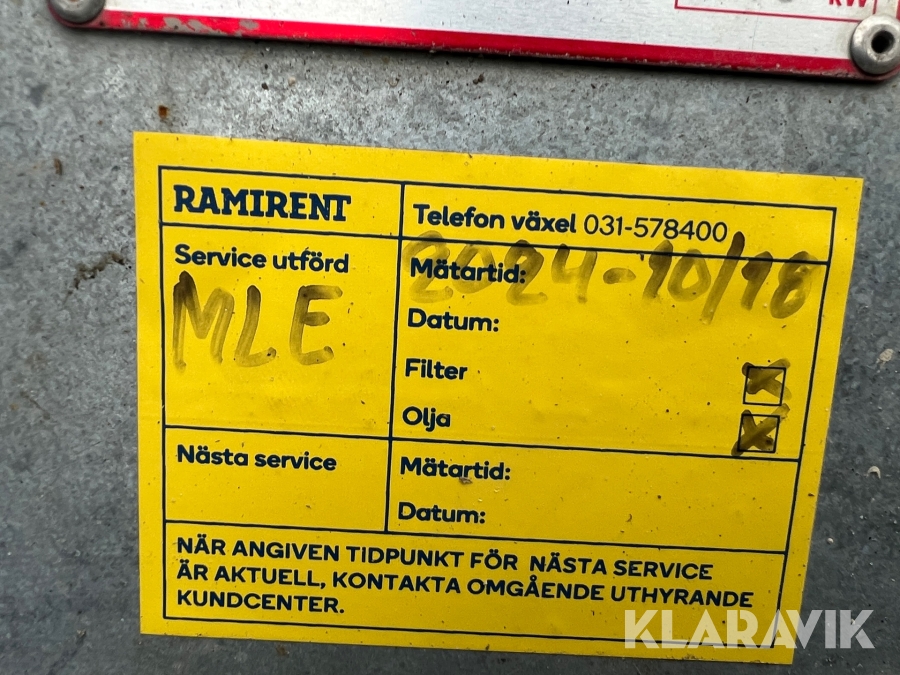 kW
RAMIRENT
Telefon växel 031-578400
Service utförd
MLE
Mätartid:
2024-10/18
Datum:
Filter
Olja
Nästa service
Mätartid:
Datum:
NÄR ANGIVEN TIDPUNKT FÖR NÄSTA SERVICE
ÄR AKTUELL, KONTAKTA OMGÅENDE UTHYRANDE
KUNDCENTER.
KLARAVIK